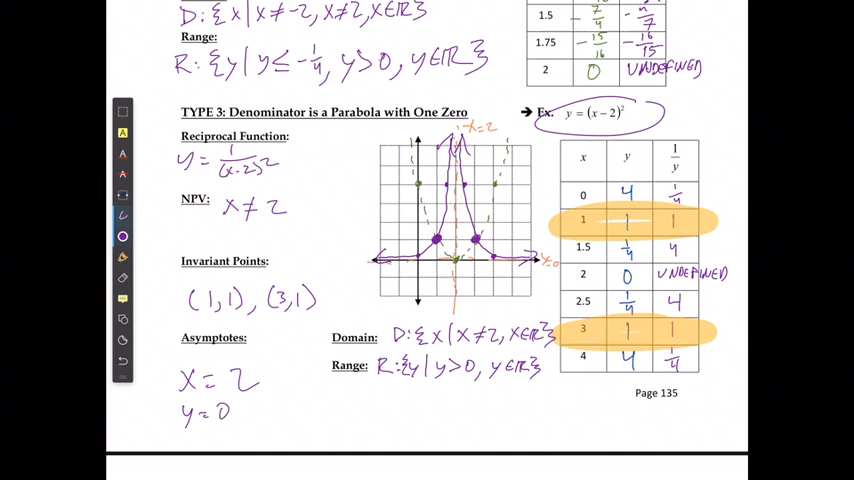 D: {x | x ≠ -2, x ≠ 2, x ∈ ℝ}
Range:
R: {y | y ≤ -1/4, y > 0, y ∈ ℝ}
1.5 -7/4 -4/7
1.75 -15/16 -16/15
2 0 UNDEFINED
TYPE 3: Denominator is a Parabola with One Zero
➔ Ex. y = (x − 2)²
Reciprocal Function:
y = 1/(x-2)²
NPV: x ≠ 2
Invariant Points:
(1,1), (3,1)
Asymptotes:
x = 2
y = 0
x=2
y=0
Domain: D: {x | x ≠ 2, x ∈ ℝ}
Range: R: {y | y > 0, y ∈ ℝ}
x y 1/y
0 4 1/4
1 1 1
1.5 1/4 4
2 0 UNDEFINED
2.5 1/4 4
3 1 1
4 4 1/4
Page 135